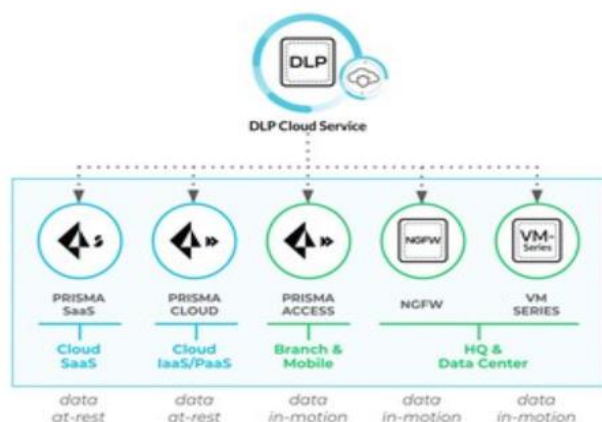 DLP
DLP Cloud Service
S
NGFW
VM-
Series
PRISMA
SaaS
PRISMA
CLOUD
PRISMA
ACCESS
NGFW
VM
SERIES
Cloud
SaaS
Cloud
IaaS/PaaS
Branch &
Mobile
HQ &
Data Center
data
at-rest
data
at-rest
data
in-motion
data
in-motion
data
in-motion